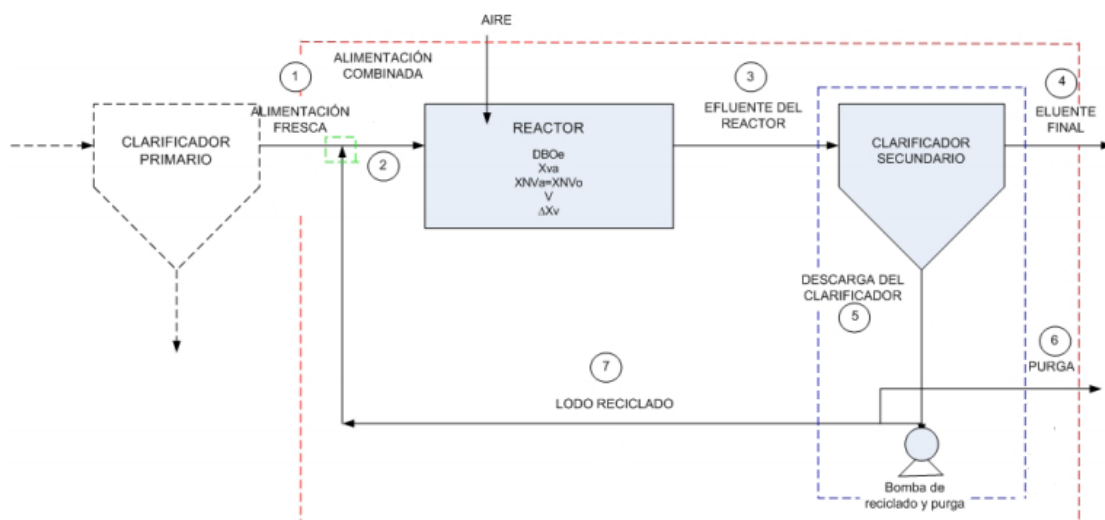 AIRE
1
ALIMENTACIÓN
COMBINADA
ALIMENTACIÓN
FRESCA
CLARIFICADOR
PRIMARIO
2
REACTOR
DBOe
Xva
XNVa=XNVo
V
ΔXv
3
EFLUENTE DEL
REACTOR
CLARIFICADOR
SECUNDARIO
4
ELUENTE
FINAL
DESCARGA DEL
CLARIFICADOR
5
6
PURGA
7
LODO RECICLADO
Bomba de
reciclado y purga